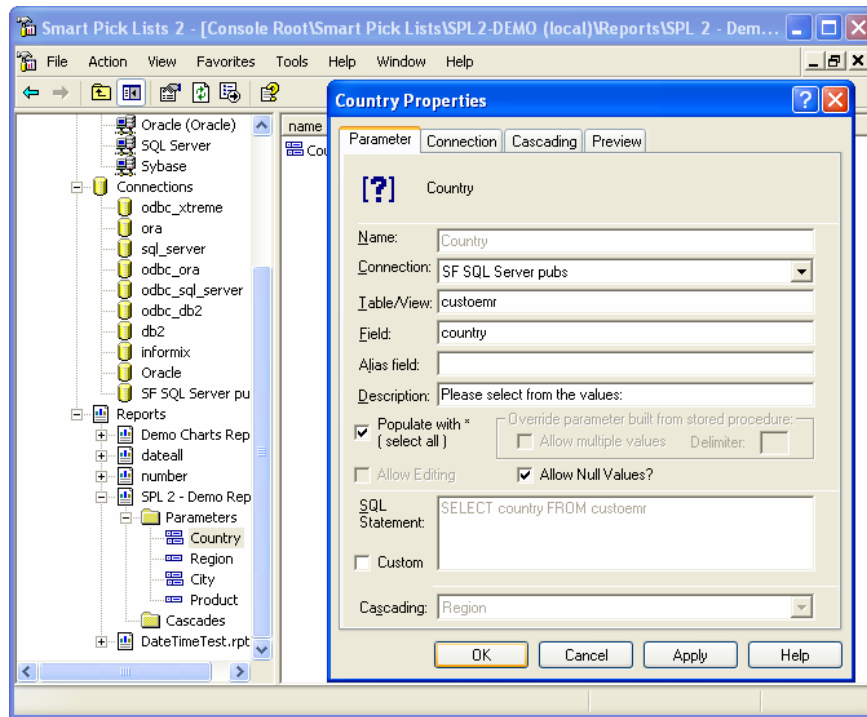 Smart Pick Lists 2 - [Console Root\Smart Pick Lists\SPL2-DEMO (local)\Reports\SPL 2 - Dem...
File Action View Favorites Tools Help Window Help
Oracle (Oracle)
SQL Server
Sybase
Connections
odbc_xtreme
ora
sql_server
odbc_ora
odbc_sql_server
odbc_db2
db2
informix
Oracle
SF SQL Server pu
Reports
Demo Charts Rep
dateall
number
SPL 2 - Demo Rep
Parameters
Country
Region
City
Product
Cascades
DateTimeTest.rpt
name
Cou
Country Properties
Parameter Connection Cascading Preview
[?] Country
Name: Country
Connection: SF SQL Server pubs
Table/View: custoemr
Field: country
Alias field:
Description: Please select from the values:
Populate with *
( select all )
Override parameter built from stored procedure:
Allow multiple values Delimiter:
Allow Editing Allow Null Values?
SQL
Statement:
SELECT country FROM custoemr
Custom
Cascading: Region
OK Cancel Apply Help